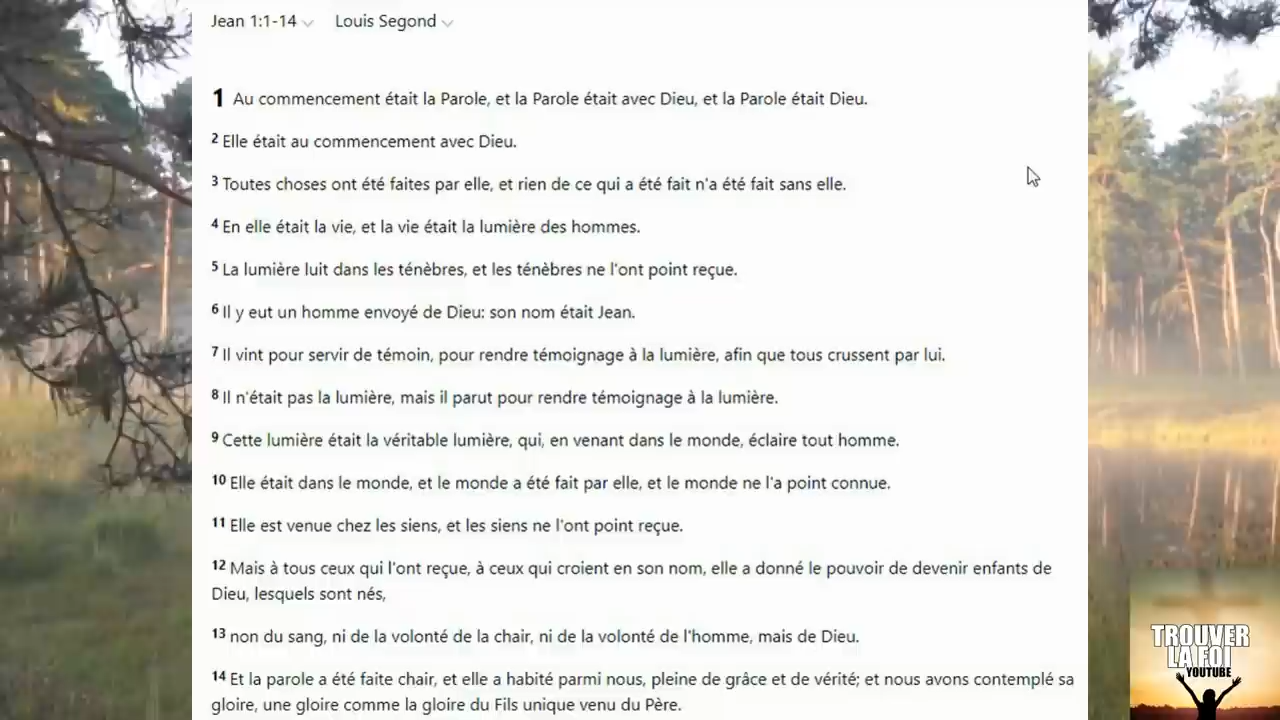 Jean 1:1-14 Louis Segond
1 Au commencement était la Parole, et la Parole était avec Dieu, et la Parole était Dieu.
2 Elle était au commencement avec Dieu.
3 Toutes choses ont été faites par elle, et rien de ce qui a été fait n'a été fait sans elle.
4 En elle était la vie, et la vie était la lumière des hommes.
5 La lumière luit dans les ténèbres, et les ténèbres ne l'ont point reçue.
6 Il y eut un homme envoyé de Dieu: son nom était Jean.
7 Il vint pour servir de témoin, pour rendre témoignage à la lumière, afin que tous crussent par lui.
8 Il n'était pas la lumière, mais il parut pour rendre témoignage à la lumière.
9 Cette lumière était la véritable lumière, qui, en venant dans le monde, éclaire tout homme.
10 Elle était dans le monde, et le monde a été fait par elle, et le monde ne l'a point connue.
11 Elle est venue chez les siens, et les siens ne l'ont point reçue.
12 Mais à tous ceux qui l'ont reçue, à ceux qui croient en son nom, elle a donné le pouvoir de devenir enfants de
Dieu, lesquels sont nés,
13 non du sang, ni de la volonté de la chair, ni de la volonté de l'homme, mais de Dieu.
14 Et la parole a été faite chair, et elle a habité parmi nous, pleine de grâce et de vérité; et nous avons contemplé sa
gloire, une gloire comme la gloire du Fils unique venu du Père.
TROUVER
LA FOI
YOUTUBE